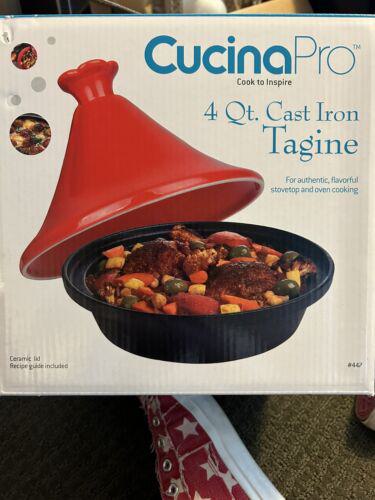 CucinaPro™
Cook to Inspire
4 Qt. Cast Iron
Tagine
For authentic, flavorful
stovetop and oven cooking
Ceramic lid
Recipe guide included
#447